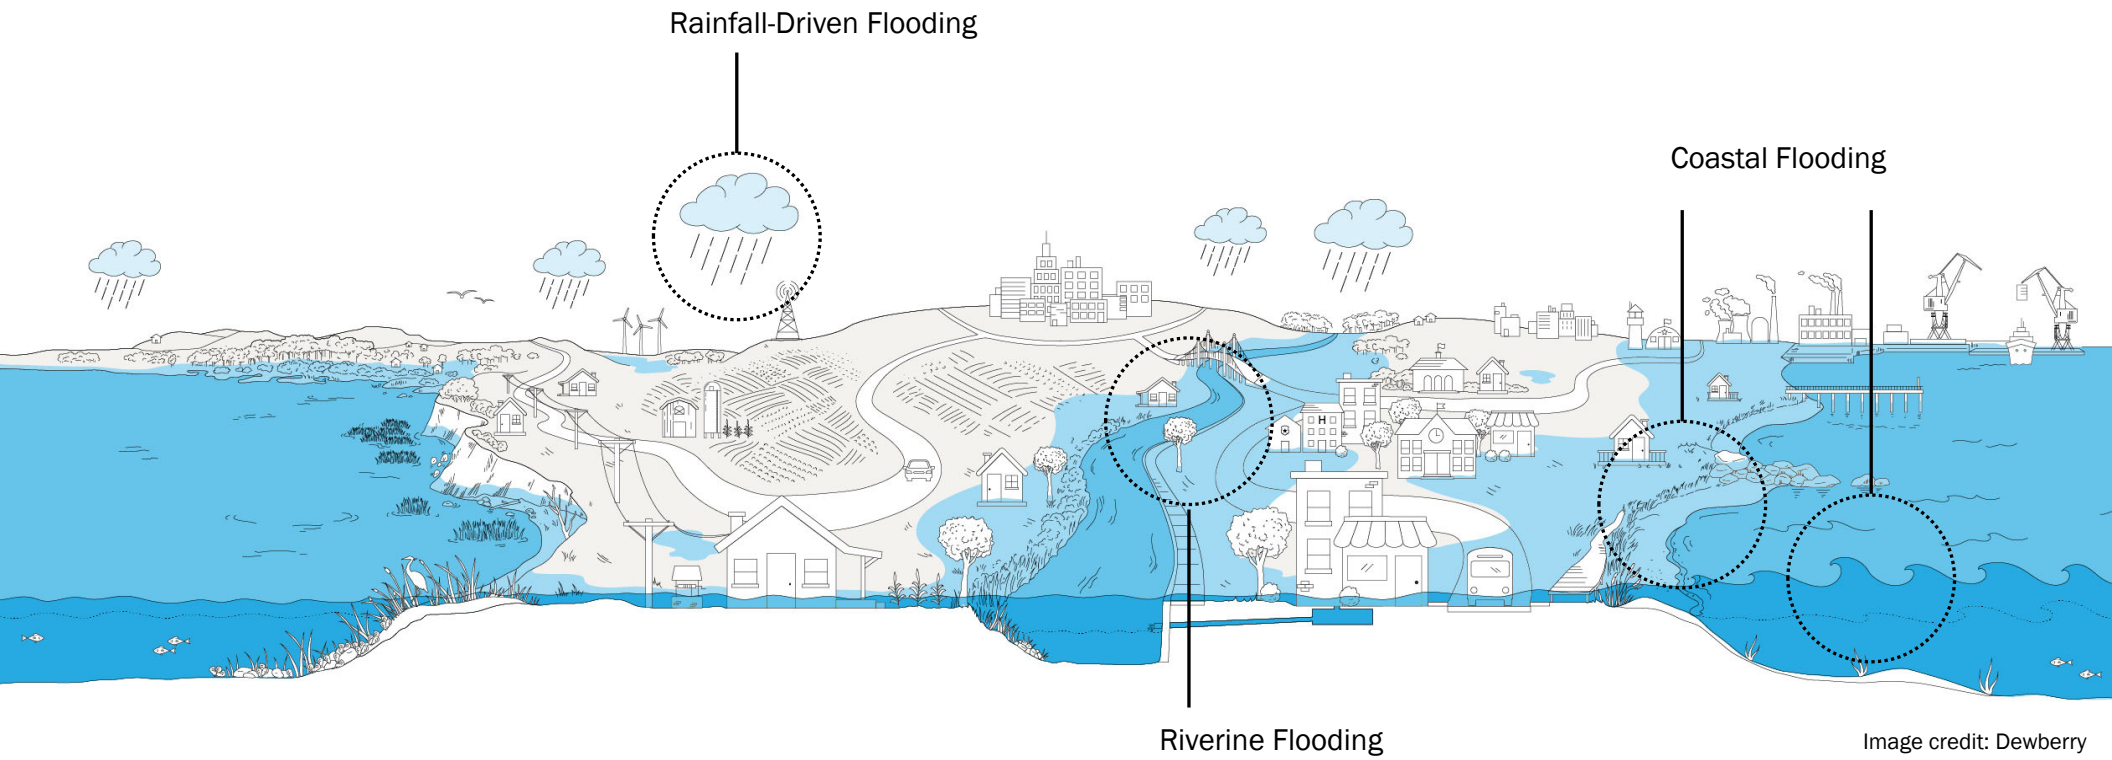 Rainfall-Driven Flooding
Coastal Flooding
H
Riverine Flooding
Image credit: Dewberry